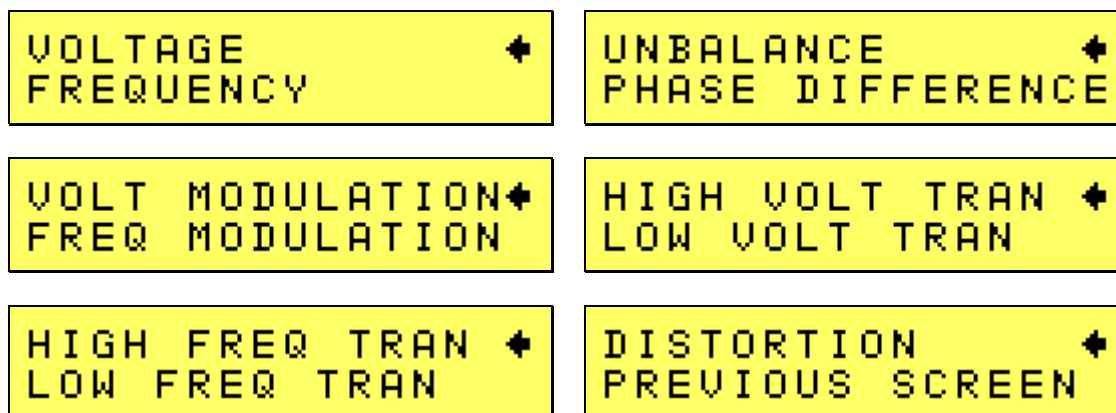 VOLTAGE
FREQUENCY
UNBALANCE
PHASE DIFFERENCE
VOLT MODULATION
FREQ MODULATION
HIGH VOLT TRAN
LOW VOLT TRAN
HIGH FREQ TRAN
LOW FREQ TRAN
DISTORTION
PREVIOUS SCREEN